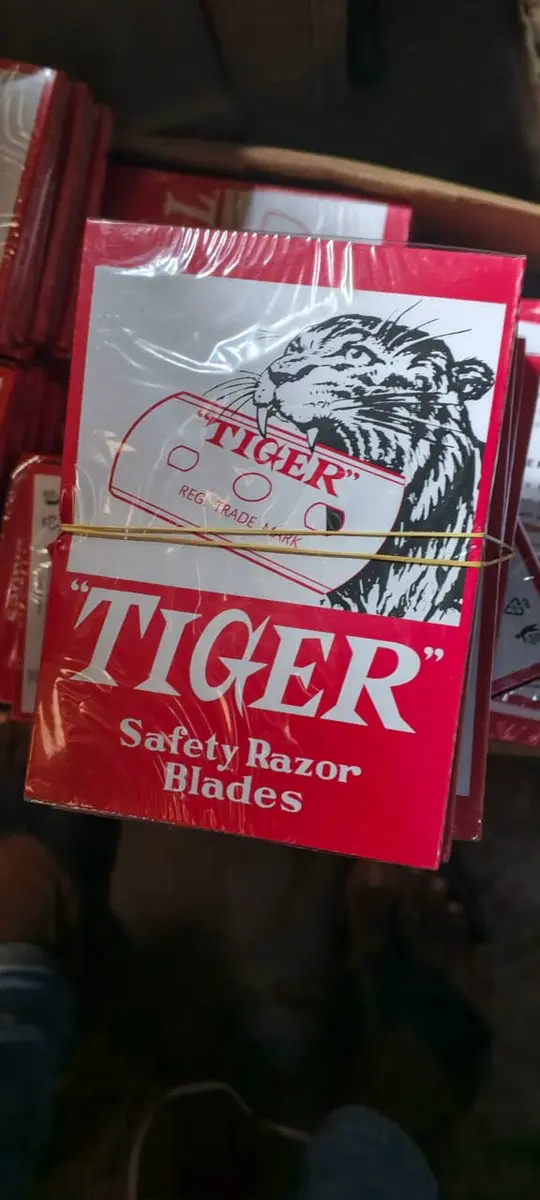 "TIGER"
REG. TRADE MARK
"TIGER"
Safety Razor
Blades